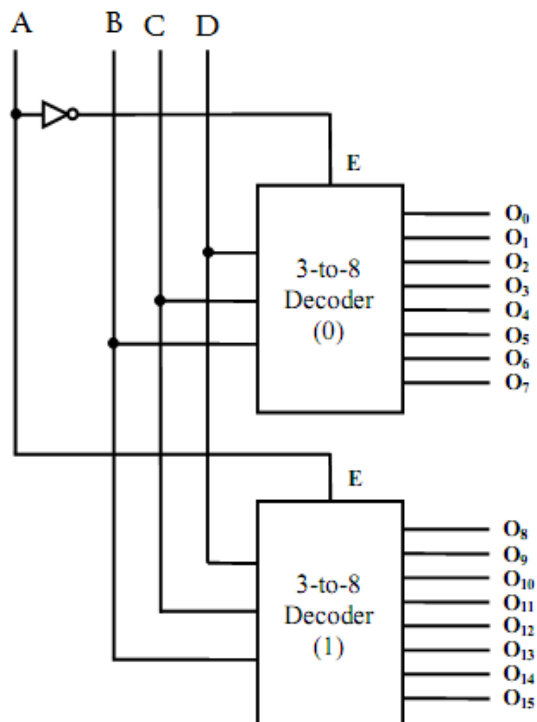 A B C D
E
3-to-8
Decoder
(0)
O₀
O₁
O₂
O₃
O₄
O₅
O₆
O₇
E
3-to-8
Decoder
(1)
O₈
O₉
O₁₀
O₁₁
O₁₂
O₁₃
O₁₄
O₁₅